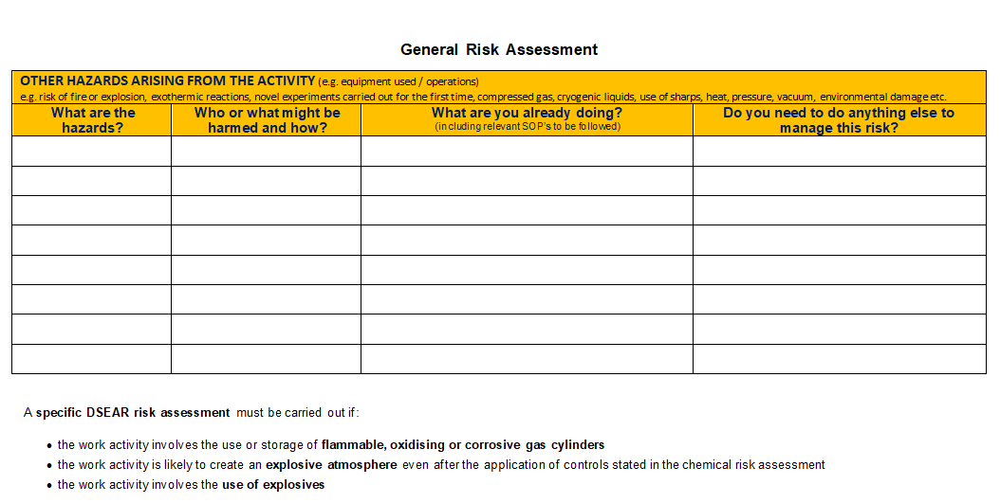 General Risk Assessment
OTHER HAZARDS ARISING FROM THE ACTIVITY (e.g. equipment used / operations)
e.g. risk of fire or explosion, exothermic reactions, novel experiments carried out for the first time, compressed gas, cryogenic liquids, use of sharps, heat, pressure, vacuum, environmental damage etc.
What are the
hazards?
Who or what might be
harmed and how?
What are you already doing?
(including relevant SOP's to be followed)
Do you need to do anything else to
manage this risk?
A specific DSEAR risk assessment must be carried out if:
• the work activity involves the use or storage of flammable, oxidising or corrosive gas cylinders
• the work activity is likely to create an explosive atmosphere even after the application of controls stated in the chemical risk assessment
• the work activity involves the use of explosives